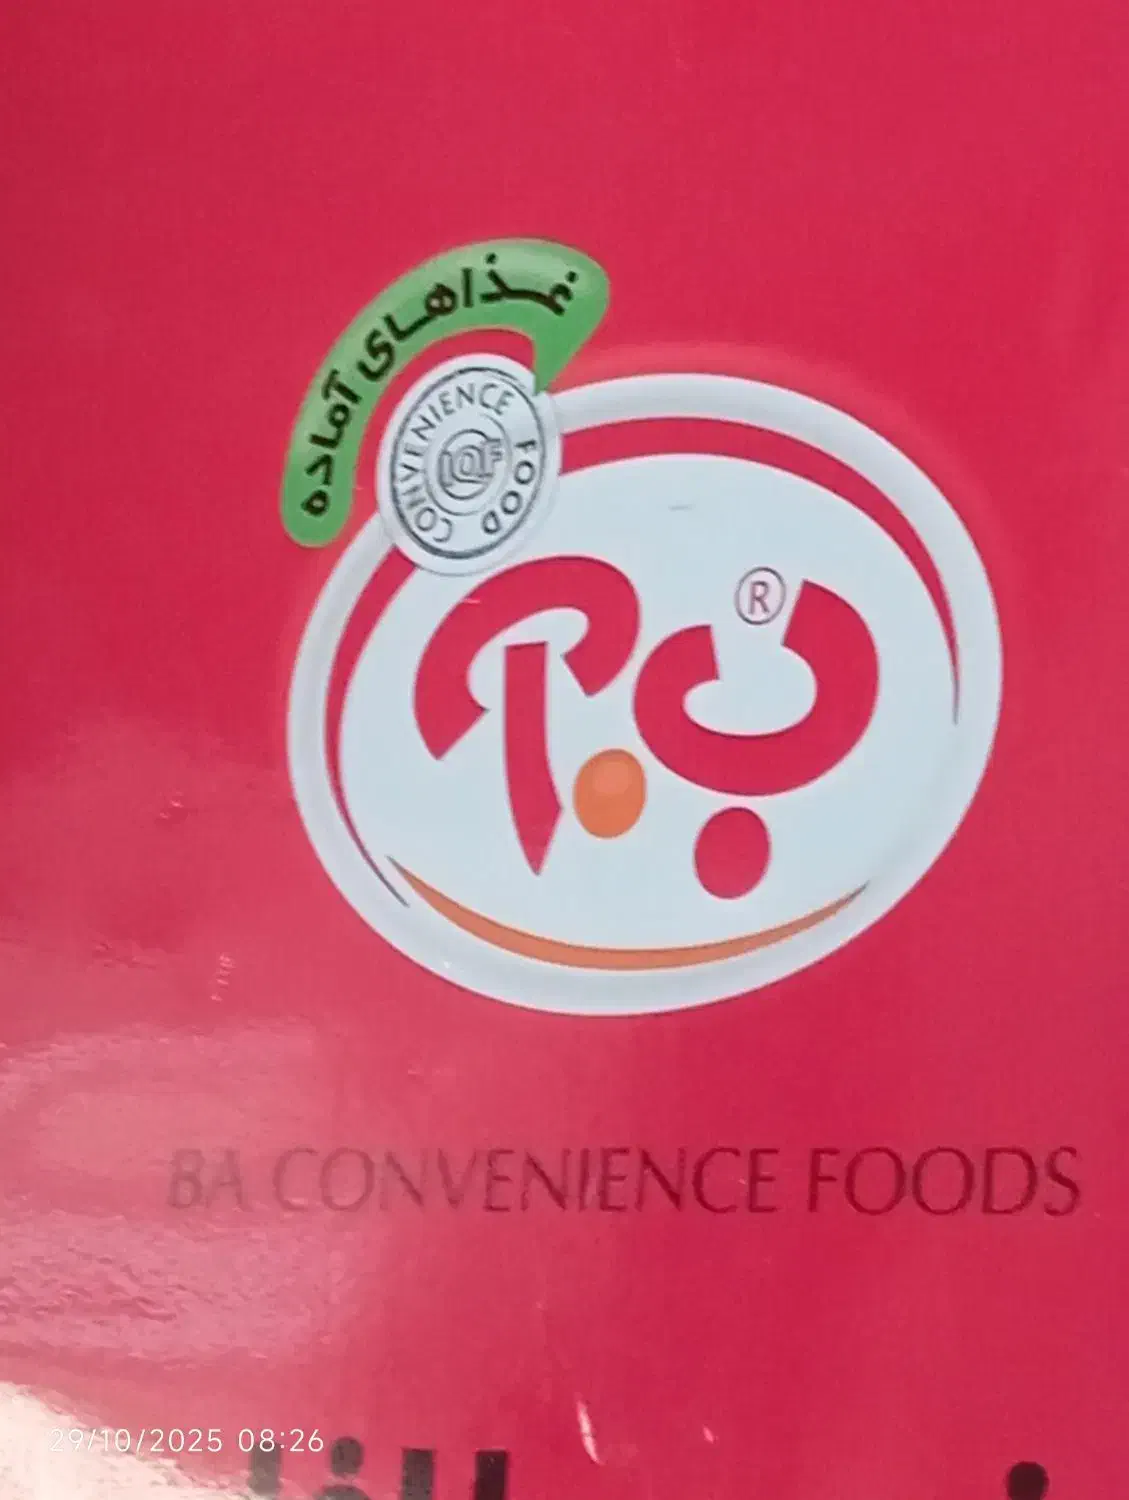 غذاهای آماده
CONVENIENCE FOOD
IQF
®
BA CONVENIENCE FOODS
29/10/2025 08:26